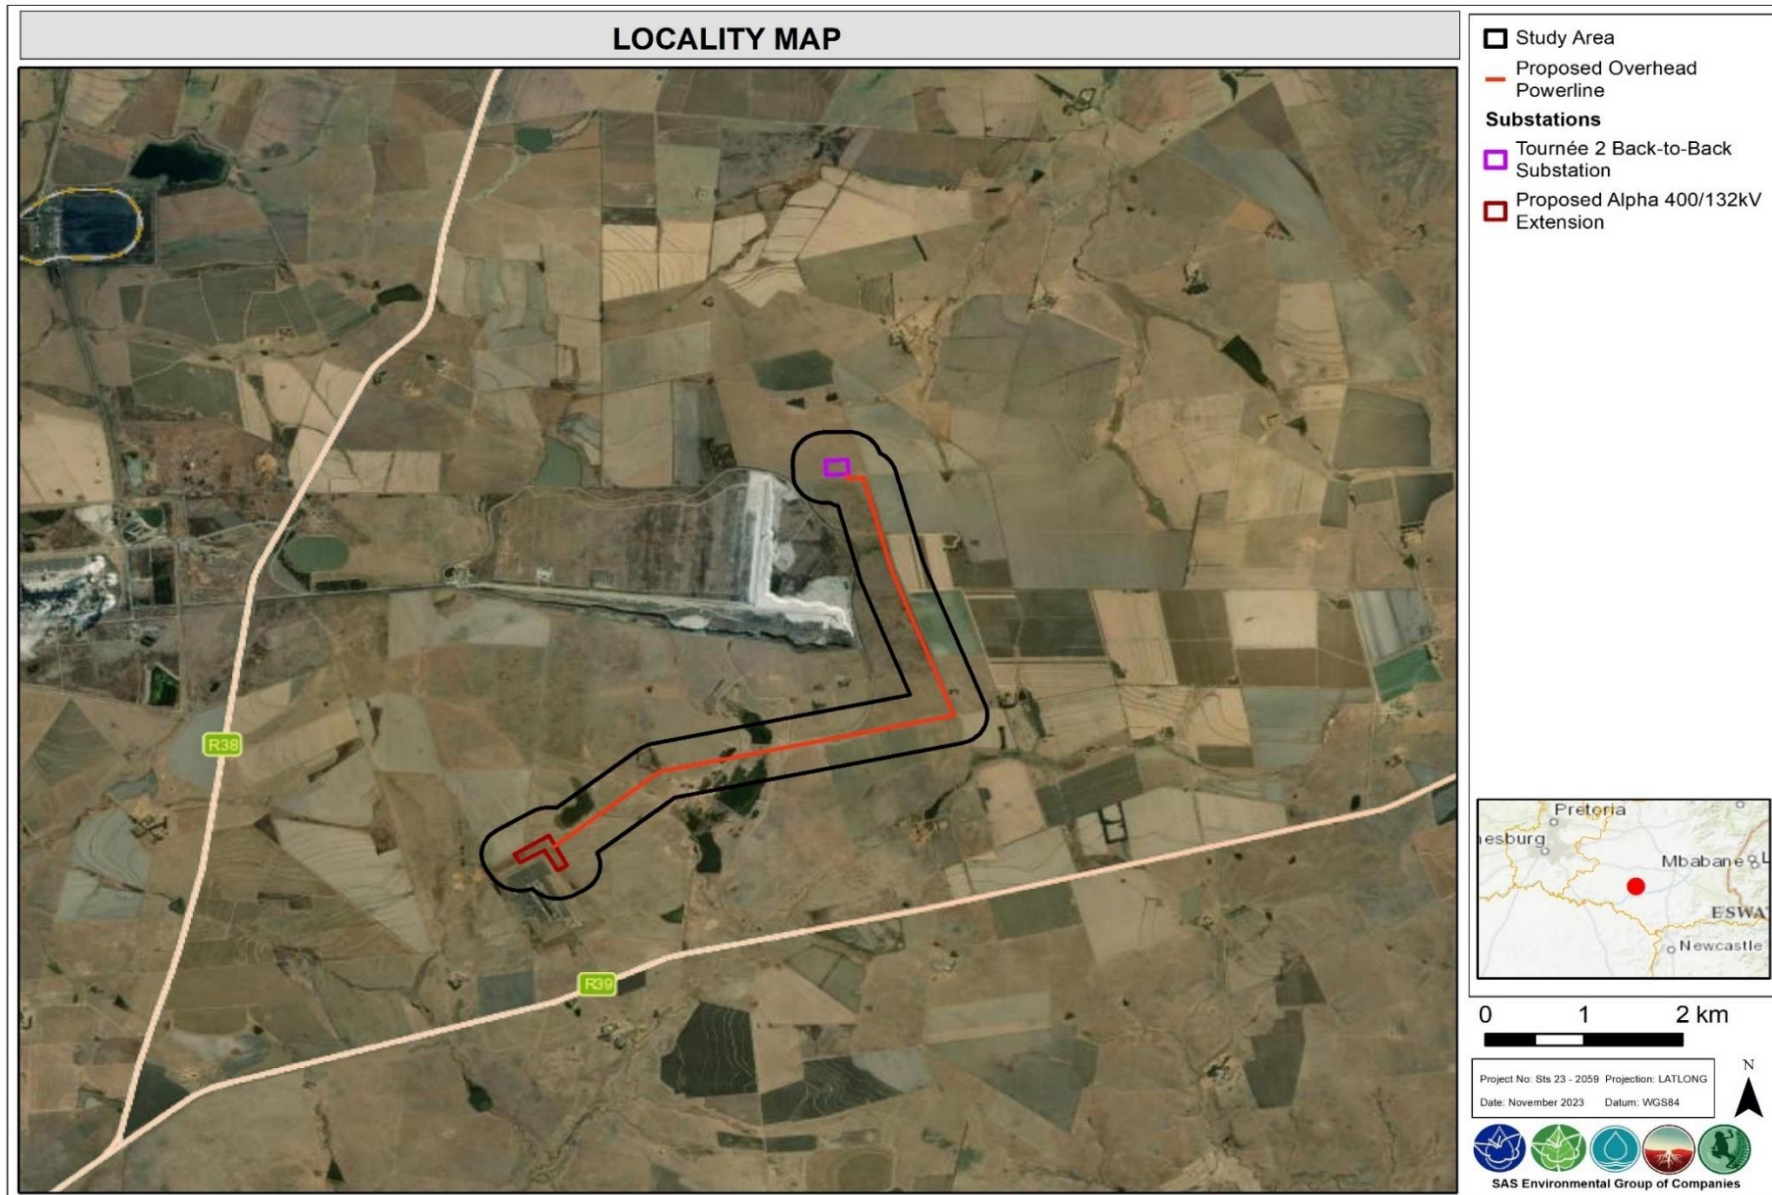 LOCALITY MAP
Study Area
Proposed Overhead
Powerline
Substations
Tournée 2 Back-to-Back
Substation
Proposed Alpha 400/132kV
Extension
R38
R39
Pretoria
nesburg
Mbabane
L
ESWA
Newcastle
0 1 2 km
Project No: Sts 23 - 2059 Projection: LATLONG
Date: November 2023 Datum: WGS84
N
SAS Environmental Group of Companies